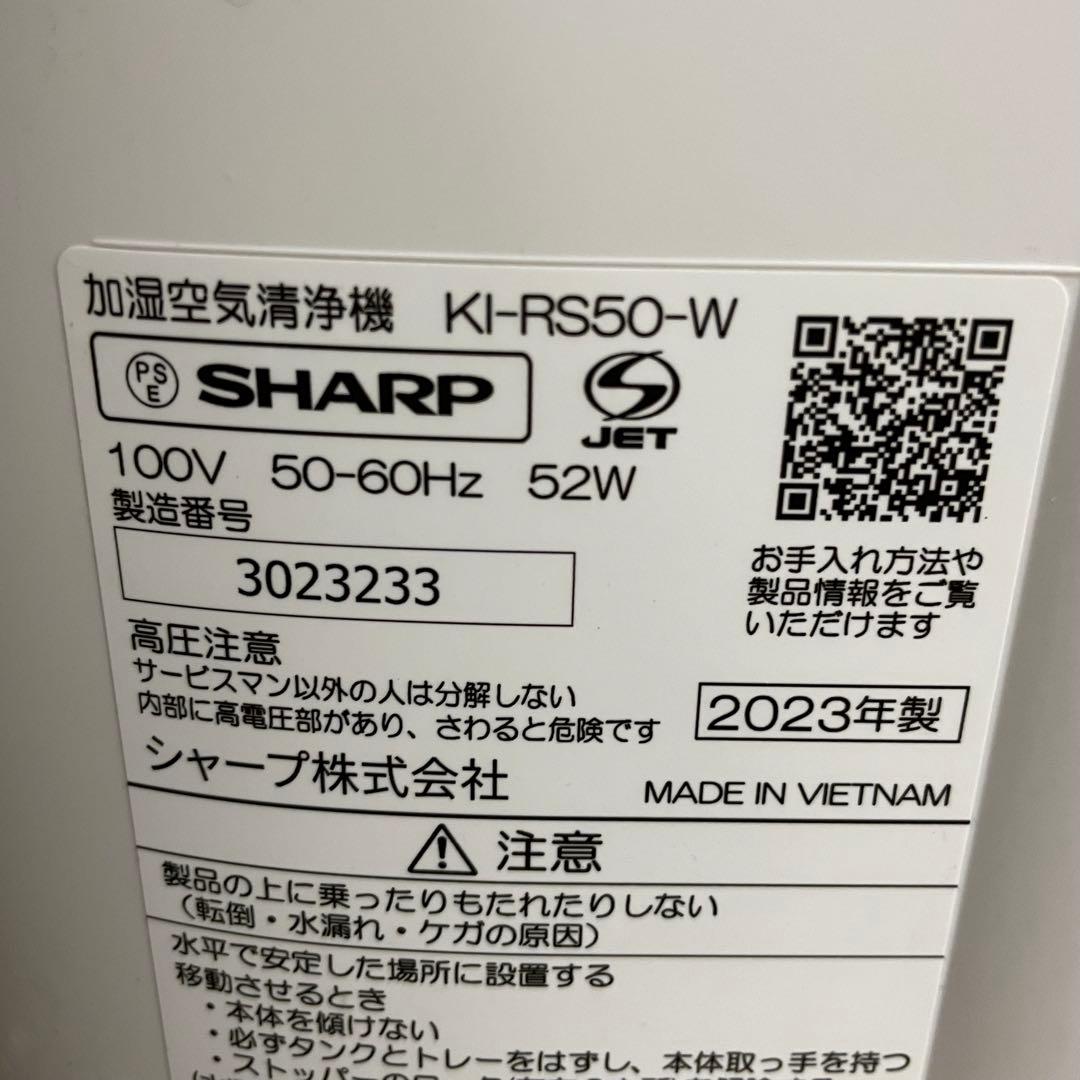 加湿空気清浄機 KI-RS50-W
PSE SHARP JET
100V 50-60Hz 52W
製造番号
3023233
お手入れ方法や
製品情報をご覧
いただけます
高圧注意
サービスマン以外の人は分解しない
内部に高電圧部があり、さわると危険です
2023年製
シャープ株式会社
MADE IN VIETNAM
注意
製品の上に乗ったりもたれたりしない
（転倒・水漏れ・ケガの原因）
水平で安定した場所に設置する
移動させるとき
・本体を傾けない
・必ずタンクとトレーをはずし、本体取っ手を持つ